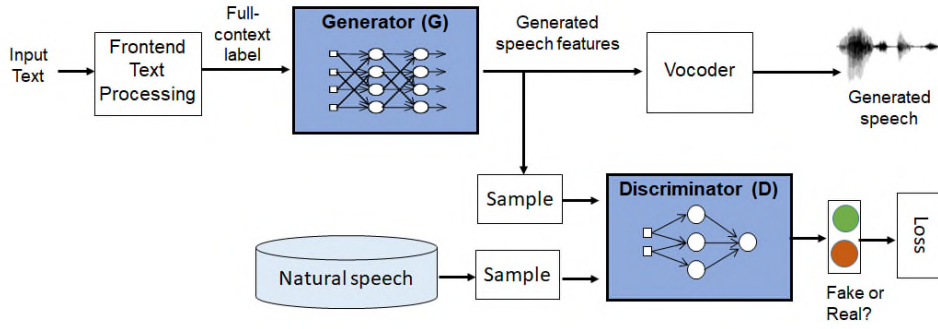 Input
Text
Frontend
Text
Processing
Full-
context
label
Generator (G)
Generated
speech features
Vocoder
Generated
speech
Sample
Discriminator (D)
Natural speech
Sample
Fake or
Real?
Loss